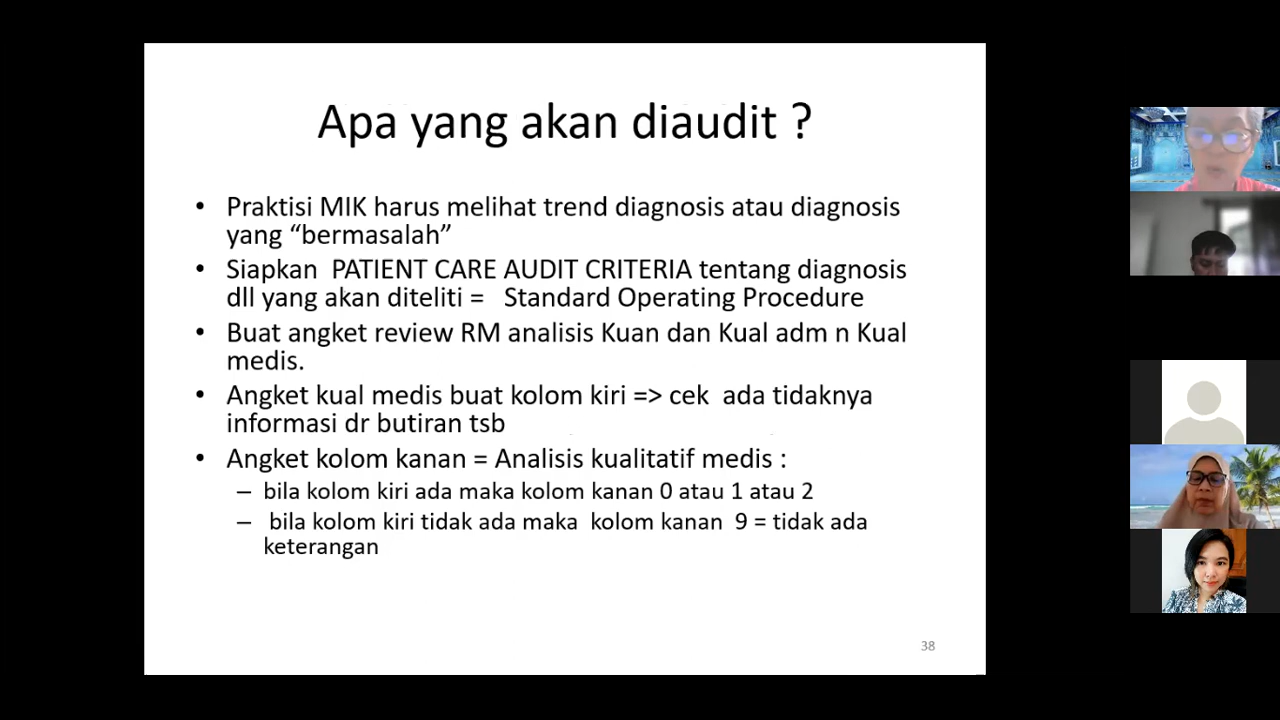 Apa yang akan diaudit ?
• Praktisi MIK harus melihat trend diagnosis atau diagnosis
yang “bermasalah”
• Siapkan PATIENT CARE AUDIT CRITERIA tentang diagnosis
dll yang akan diteliti = Standard Operating Procedure
• Buat angket review RM analisis Kuan dan Kual adm n Kual
medis.
• Angket kual medis buat kolom kiri => cek ada tidaknya
informasi dr butiran tsb
• Angket kolom kanan = Analisis kualitatif medis :
– bila kolom kiri ada maka kolom kanan 0 atau 1 atau 2
– bila kolom kiri tidak ada maka kolom kanan 9 = tidak ada
keterangan
38